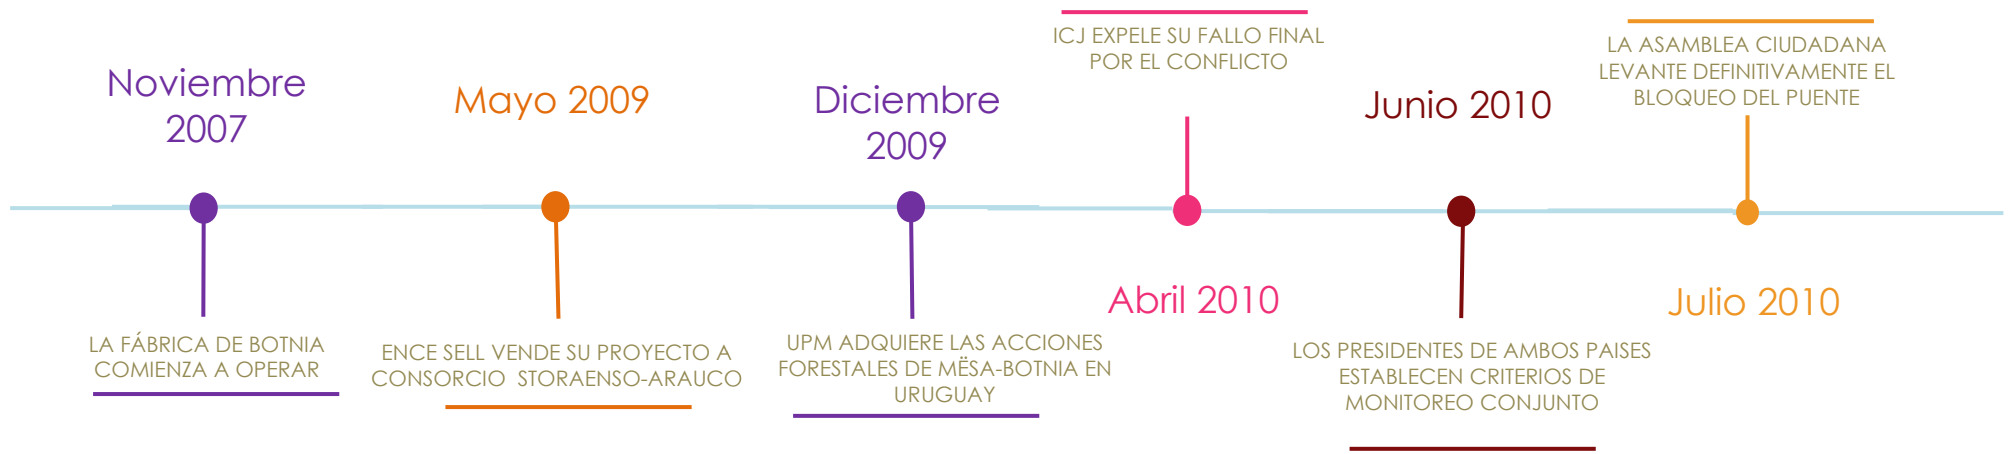 Noviembre
2007
LA FÁBRICA DE BOTNIA
COMIENZA A OPERAR
Mayo 2009
ENCE SELL VENDE SU PROYECTO A
CONSORCIO STORAENSO-ARAUCO
Diciembre
2009
UPM ADQUIERE LAS ACCIONES
FORESTALES DE MËSA-BOTNIA EN
URUGUAY
ICJ EXPELE SU FALLO FINAL
POR EL CONFLICTO
Abril 2010
Junio 2010
LOS PRESIDENTES DE AMBOS PAISES
ESTABLECEN CRITERIOS DE
MONITOREO CONJUNTO
LA ASAMBLEA CIUDADANA
LEVANTE DEFINITIVAMENTE EL
BLOQUEO DEL PUENTE
Julio 2010